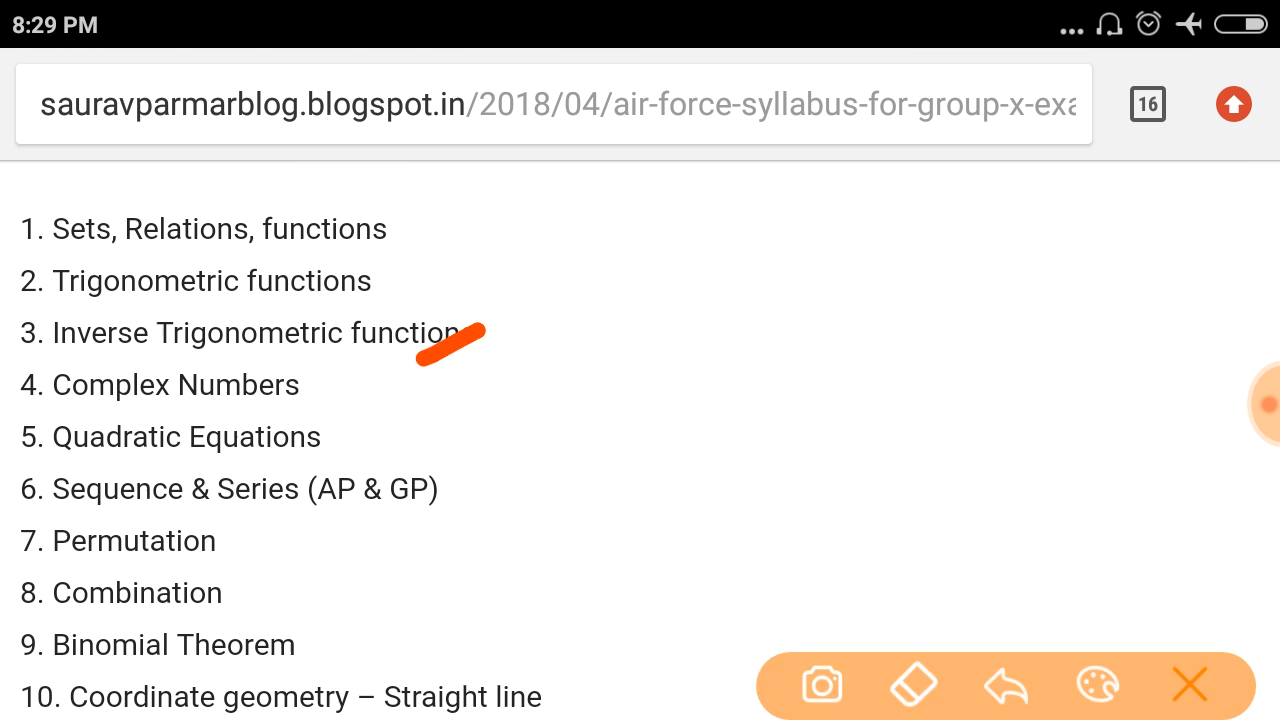 8:29 PM
sauravparmarblog.blogspot.in/2018/04/air-force-syllabus-for-group-x-exa
16
1. Sets, Relations, functions
2. Trigonometric functions
3. Inverse Trigonometric function
4. Complex Numbers
5. Quadratic Equations
6. Sequence & Series (AP & GP)
7. Permutation
8. Combination
9. Binomial Theorem
10. Coordinate geometry – Straight line